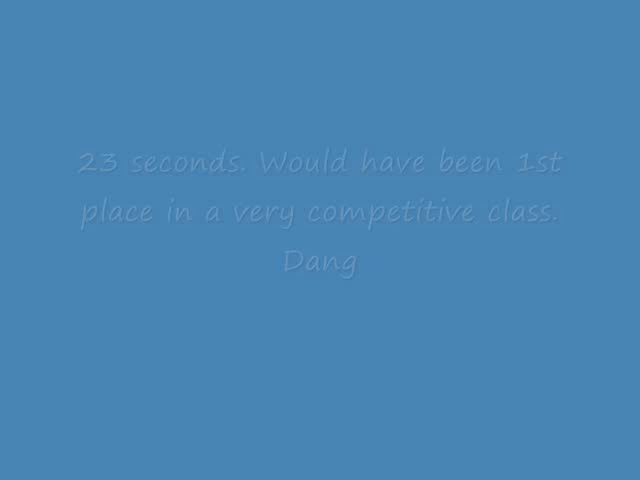 23 seconds. Would have been 1st
place in a very competitive class.
Dang